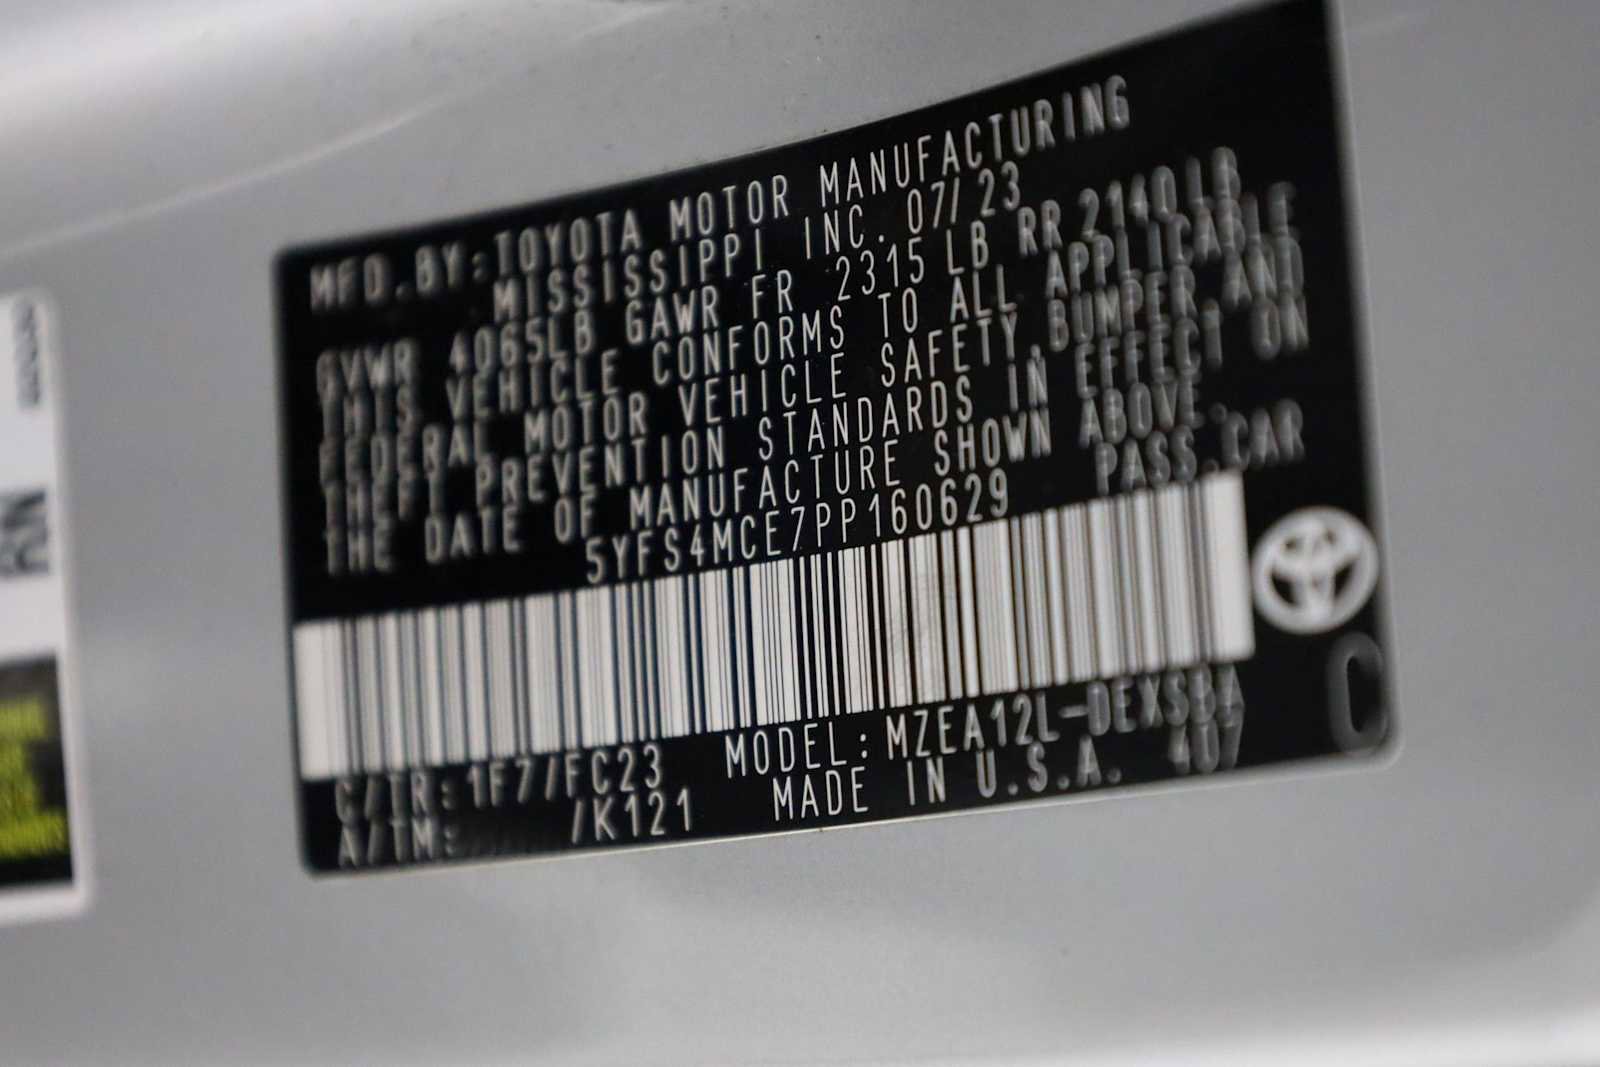 MFD.BY:TOYOTA MOTOR MANUFACTURING
MISSISSIPPI INC. 07/23
GVWR 4065LB GAWR FR 2315 LB RR 2140LB
THIS VEHICLE CONFORMS TO ALL APPLICABLE
FEDERAL MOTOR VEHICLE SAFETY,BUMPER,AND
THEFT PREVENTION STANDARDS IN EFFECT ON
THE DATE OF MANUFACTURE SHOWN ABOVE.
5YFS4MCE7PP160629 PASS.CAR
C/TR:1F7/FC23 MODEL:MZEA12L-DEXSBA
A/TM: /K121 MADE IN U.S.A. 407
C